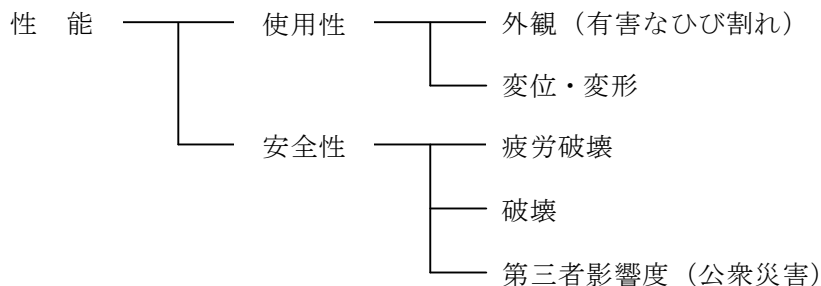 性　能　使用性　外観（有害なひび割れ）
変位・変形
安全性　疲労破壊
破壊
第三者影響度（公衆災害）